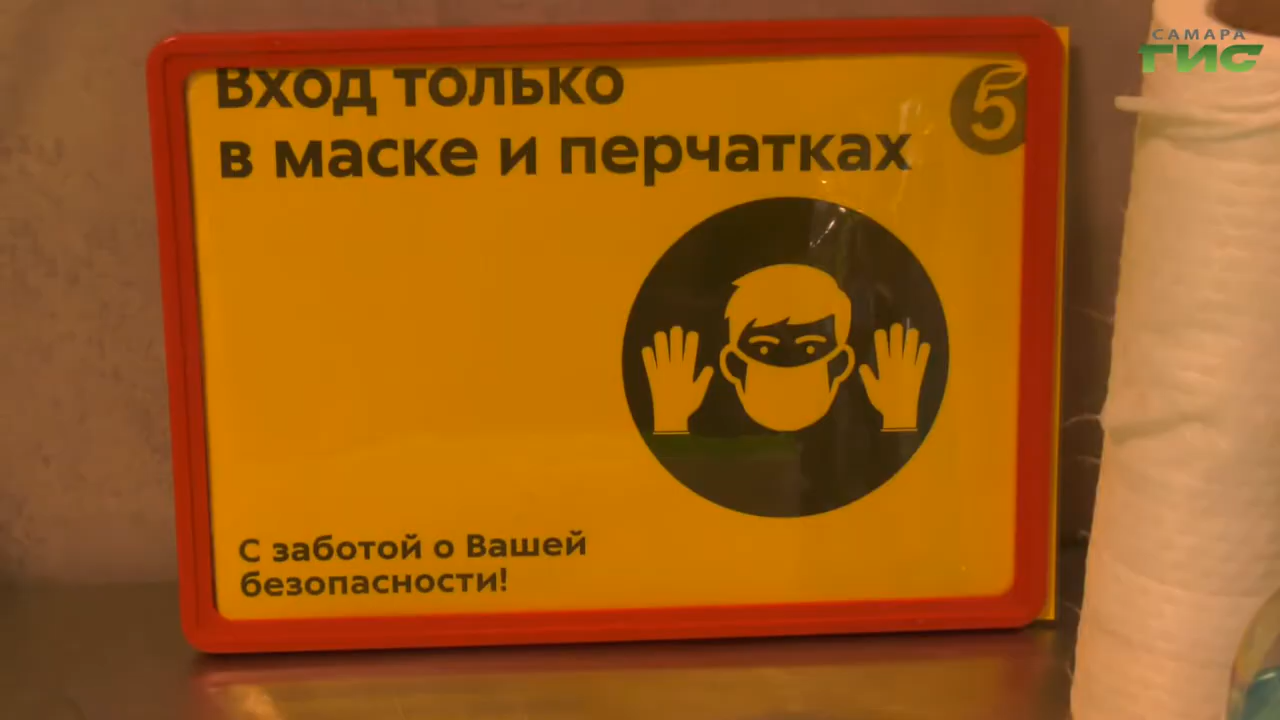 Вход только
в маске и перчатках
5
С заботой о Вашей
безопасности!
САМАРА
ГИС